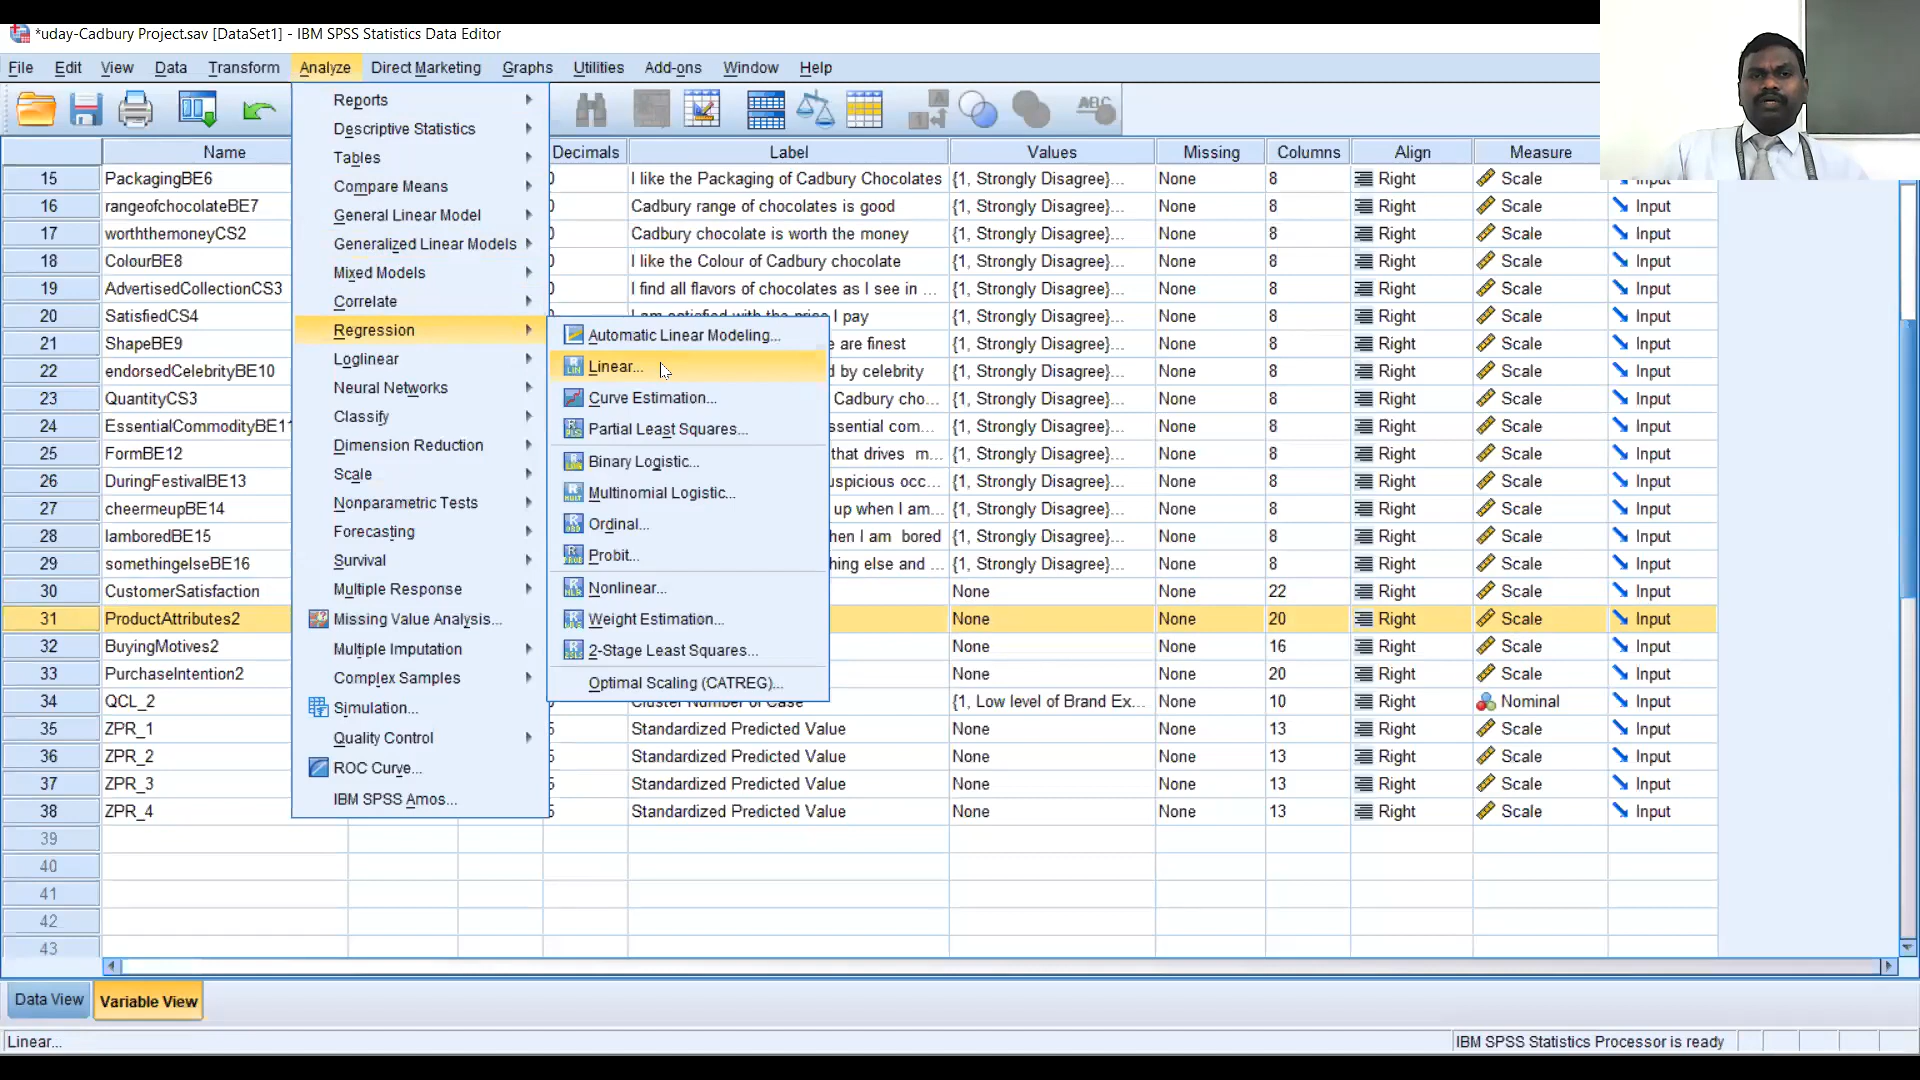 *uday-Cadbury Project.sav [DataSet1] - IBM SPSS Statistics Data Editor
File Edit View Data Transform Analyze Direct Marketing Graphs Utilities Add-ons Window Help
Name Decimals Label Values Missing Columns Align Measure
15 PackagingBE6 I like the Packaging of Cadbury Chocolates {1, Strongly Disagree}... None 8 Right Scale Input
16 rangeofchocolateBE7 Cadbury range of chocolates is good {1, Strongly Disagree}... None 8 Right Scale Input
17 worththemoneyCS2 Cadbury chocolate is worth the money {1, Strongly Disagree}... None 8 Right Scale Input
18 ColourBE8 I like the Colour of Cadbury chocolate {1, Strongly Disagree}... None 8 Right Scale Input
19 AdvertisedCollectionCS3 I find all flavors of chocolates as I see in ... {1, Strongly Disagree}... None 8 Right Scale Input
20 SatisfiedCS4 I am satisfied with the price I pay {1, Strongly Disagree}... None 8 Right Scale Input
21 ShapeBE9 are finest {1, Strongly Disagree}... None 8 Right Scale Input
22 endorsedCelebrityBE10 d by celebrity {1, Strongly Disagree}... None 8 Right Scale Input
23 QuantityCS3 Cadbury cho... {1, Strongly Disagree}... None 8 Right Scale Input
24 EssentialCommodityBE11 ssential com... {1, Strongly Disagree}... None 8 Right Scale Input
25 FormBE12 that drives m... {1, Strongly Disagree}... None 8 Right Scale Input
26 DuringFestivalBE13 uspicious occ... {1, Strongly Disagree}... None 8 Right Scale Input
27 cheermeupBE14 up when I am... {1, Strongly Disagree}... None 8 Right Scale Input
28 IamboredBE15 hen I am bored {1, Strongly Disagree}... None 8 Right Scale Input
29 somethingelseBE16 hing else and ... {1, Strongly Disagree}... None 8 Right Scale Input
30 CustomerSatisfaction None None 22 Right Scale Input
31 ProductAttributes2 None None 20 Right Scale Input
32 BuyingMotives2 None None 16 Right Scale Input
33 PurchaseIntention2 None None 20 Right Scale Input
34 QCL_2 Cluster Number of Case {1, Low level of Brand Ex... None 10 Right Nominal Input
35 ZPR_1 5 Standardized Predicted Value None None 13 Right Scale Input
36 ZPR_2 5 Standardized Predicted Value None None 13 Right Scale Input
37 ZPR_3 5 Standardized Predicted Value None None 13 Right Scale Input
38 ZPR_4 5 Standardized Predicted Value None None 13 Right Scale Input
39
40
41
42
43
Reports
Descriptive Statistics
Tables
Compare Means
General Linear Model
Generalized Linear Models
Mixed Models
Correlate
Regression
Loglinear
Neural Networks
Classify
Dimension Reduction
Scale
Nonparametric Tests
Forecasting
Survival
Multiple Response
Missing Value Analysis...
Multiple Imputation
Complex Samples
Simulation...
Quality Control
ROC Curve...
IBM SPSS Amos...
Automatic Linear Modeling...
Linear...
Curve Estimation...
Partial Least Squares...
Binary Logistic...
Multinomial Logistic...
Ordinal...
Probit...
Nonlinear...
Weight Estimation...
2-Stage Least Squares...
Optimal Scaling (CATREG)...
Data View Variable View
Linear... IBM SPSS Statistics Processor is ready